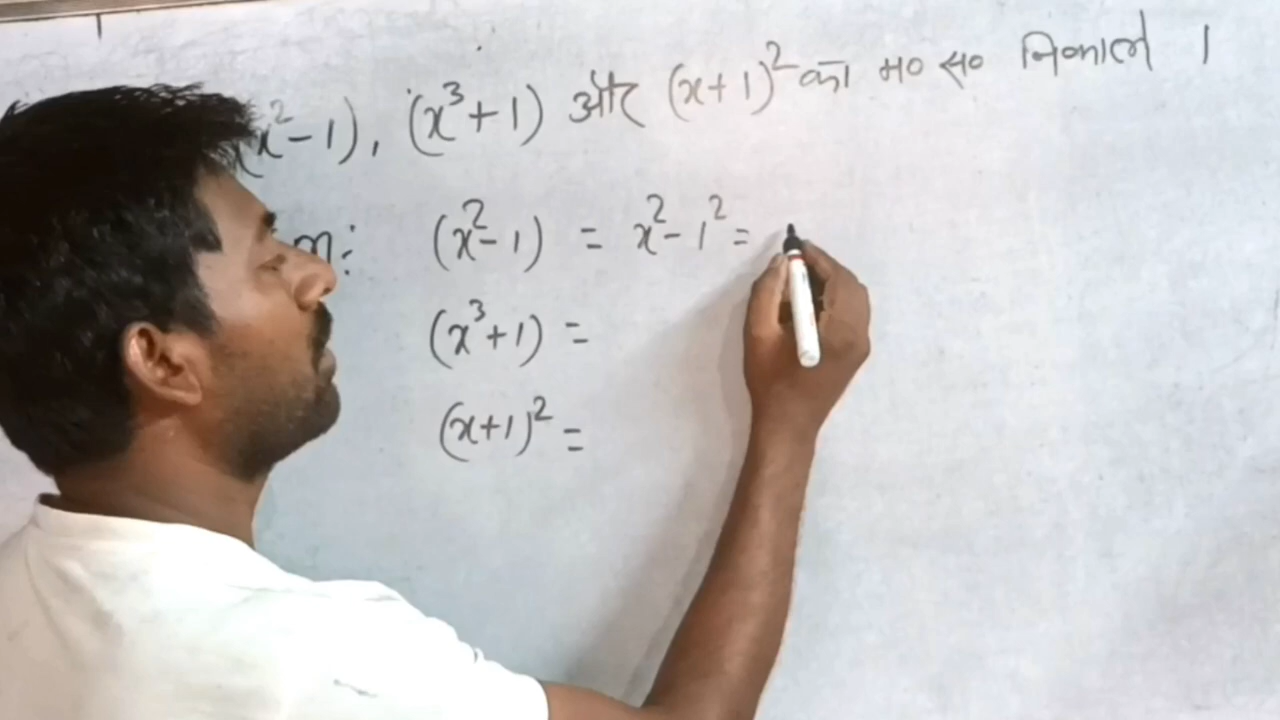 (x²-1), (x³+1) और (x+1)² का म० स० निकालें ।
(x²-1) = x²-1² =
(x³+1) =
(x+1)² =